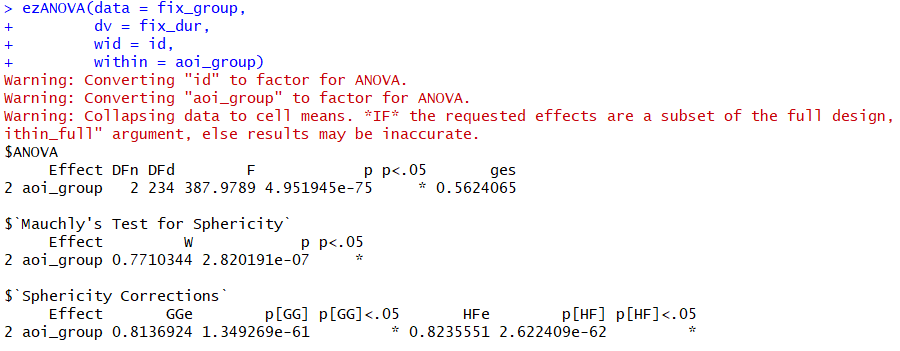 > ezANOVA(data = fix_group,
+         dv = fix_dur,
+         wid = id,
+         within = aoi_group)
Warning: Converting "id" to factor for ANOVA.
Warning: Converting "aoi_group" to factor for ANOVA.
Warning: Collapsing data to cell means. *IF* the requested effects are a subset of the full design,
ithin_full" argument, else results may be inaccurate.
$ANOVA
     Effect DFn DFd        F            p p<.05       ges
2 aoi_group   2 234 387.9789 4.951945e-75     * 0.5624065
$`Mauchly's Test for Sphericity`
     Effect         W            p p<.05
2 aoi_group 0.7710344 2.820191e-07     *
$`Sphericity Corrections`
     Effect       GGe        p[GG] p[GG]<.05       HFe        p[HF] p[HF]<.05
2 aoi_group 0.8136924 1.349269e-61         * 0.8235551 2.622409e-62         *